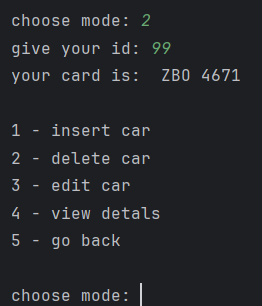 choose mode: 2
give your id: 99
your card is:  ZBO 4671
1 - insert car
2 - delete car
3 - edit car
4 - view detals
5 - go back
choose mode: